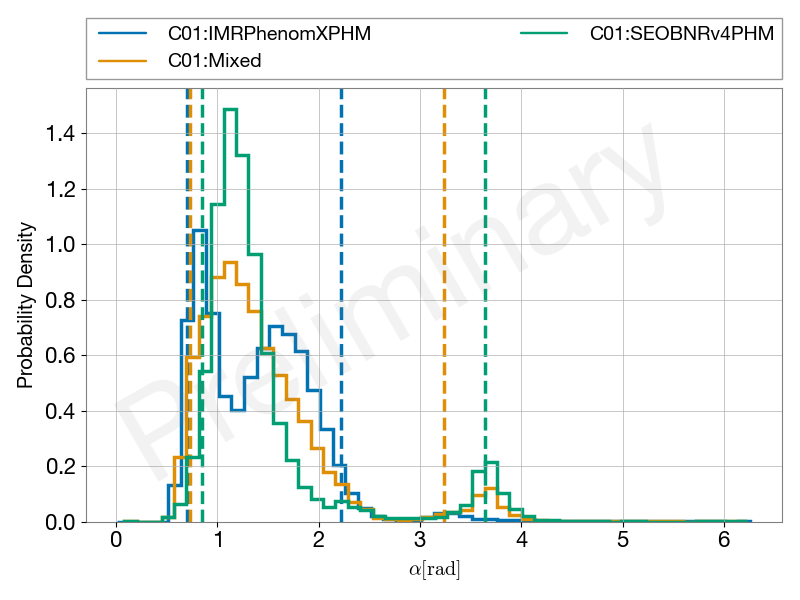 C01:IMRPhenomXPHM
C01:Mixed
C01:SEOBNRv4PHM
1.4
1.2
1.0
0.8
0.6
0.4
0.2
0.0
Probability Density
Preliminary
0 1 2 3 4 5 6
α[rad]